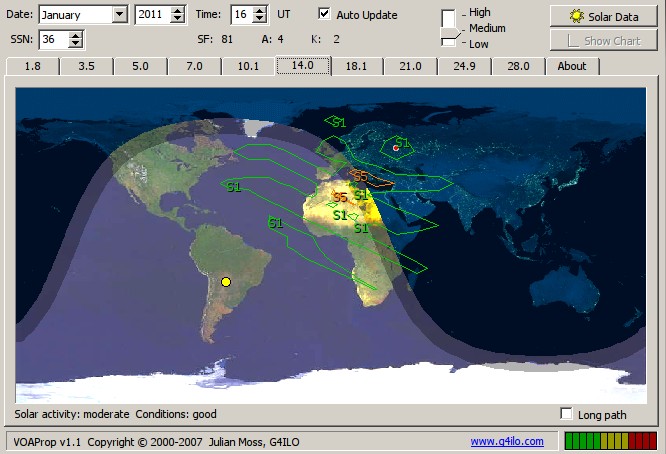 Date: January 2011 Time: 16 UT Auto Update High Solar Data
Medium
SSN: 36 SF: 81 A: 4 K: 2 Low Show Chart
1.8 3.5 5.0 7.0 10.1 14.0 18.1 21.0 24.9 28.0 About
S1
S1
S5
S1 S5 S1
S1
S1 S1
Solar activity: moderate Conditions: good Long path
VOAProp v1.1 Copyright © 2000-2007 Julian Moss, G4ILO www.g4ilo.com